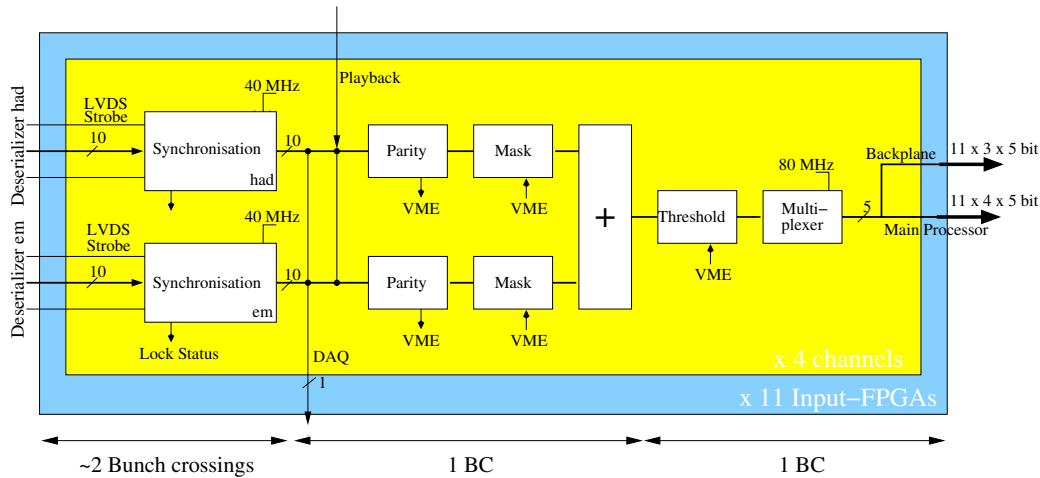 Deserializer had
Deserializer em
LVDS
Strobe
10
40 MHz
Synchronisation
had
10
Playback
Parity
VME
Mask
VME
LVDS
Strobe
10
40 MHz
Synchronisation
em
10
Lock Status
Parity
VME
Mask
VME
DAQ
1
+
Threshold
VME
80 MHz
Multi−
plexer
5
Backplane
Main Processor
11 x 3 x 5 bit
11 x 4 x 5 bit
x 4 channels
x 11 Input−FPGAs
~2 Bunch crossings
1 BC
1 BC